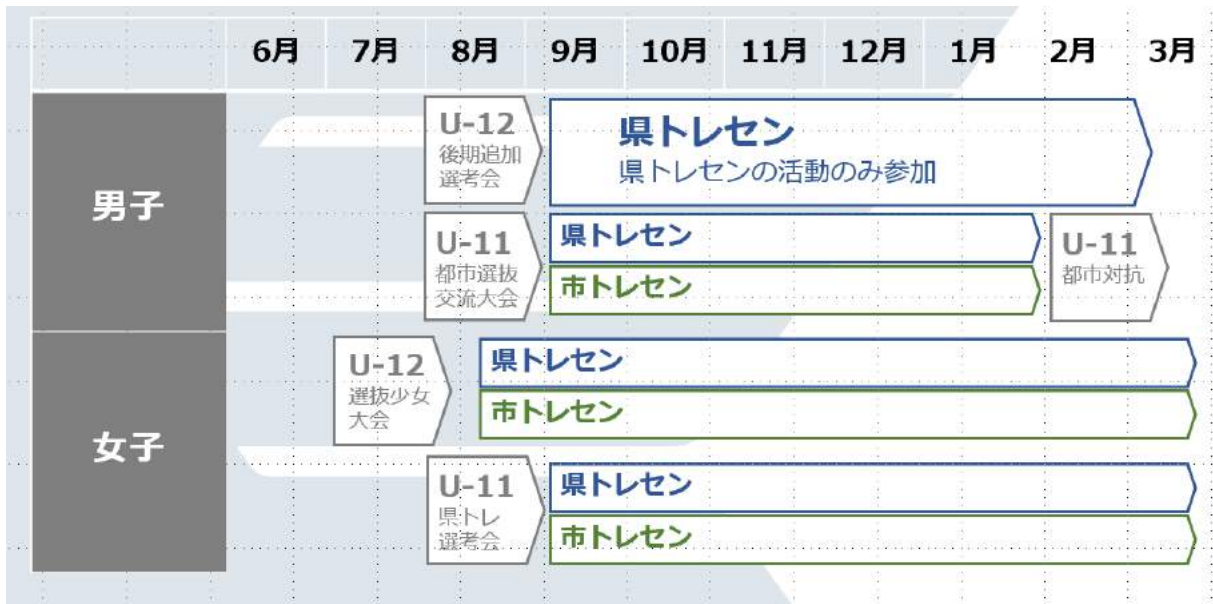 6月 7月 8月 9月 10月 11月 12月 1月 2月 3月
男子
U-12
後期追加
選考会
県トレセン
県トレセンの活動のみ参加
U-11
都市選抜
交流大会
県トレセン
市トレセン
U-11
都市対抗
女子
U-12
選抜少女
大会
県トレセン
市トレセン
U-11
県トレ
選考会
県トレセン
市トレセン